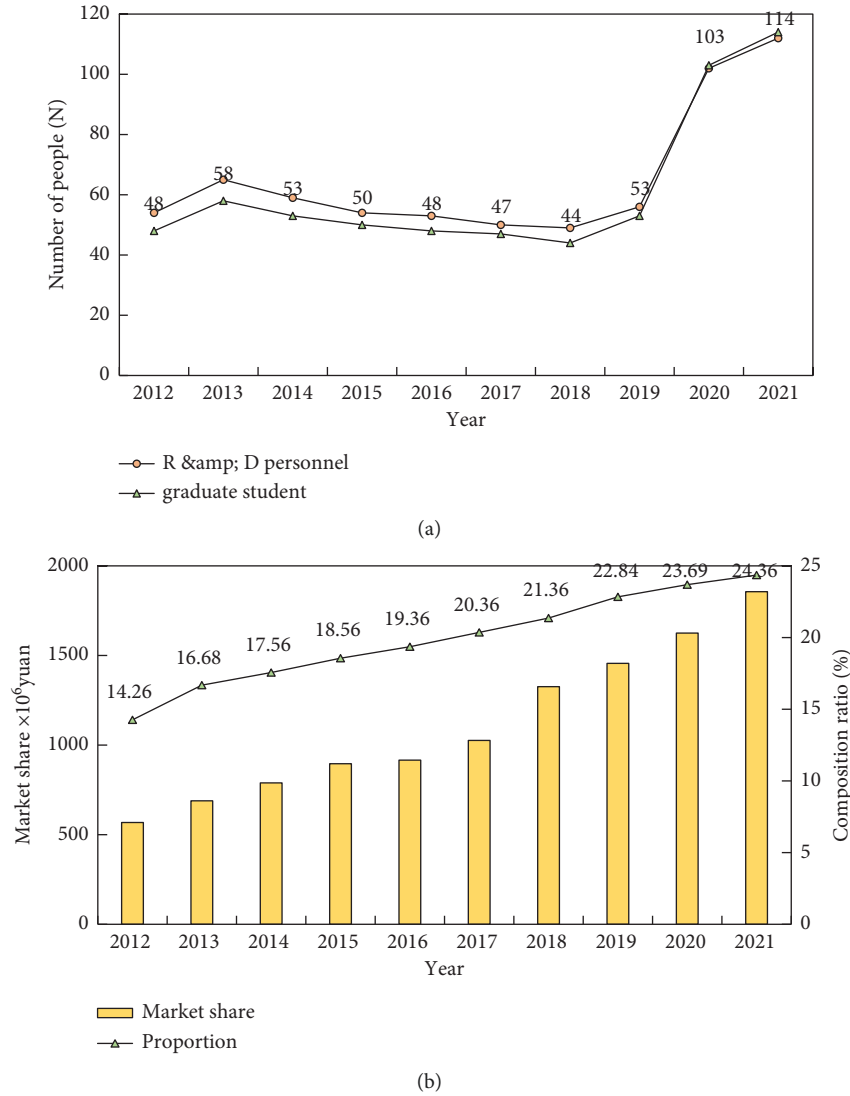 120
100
80
60
40
20
0
Number of people (N)
48 58 53 50 48 47 44 53 103 114
2012 2013 2014 2015 2016 2017 2018 2019 2020 2021
Year
R &amp; D personnel
graduate student
(a)
2000
1500
1000
500
0
Market share ×10⁶yuan
14.26 16.68 17.56 18.56 19.36 20.36 21.36 22.84 23.69 24.36
25
20
15
10
5
0
Composition ratio (%)
2012 2013 2014 2015 2016 2017 2018 2019 2020 2021
Year
Market share
Proportion
(b)